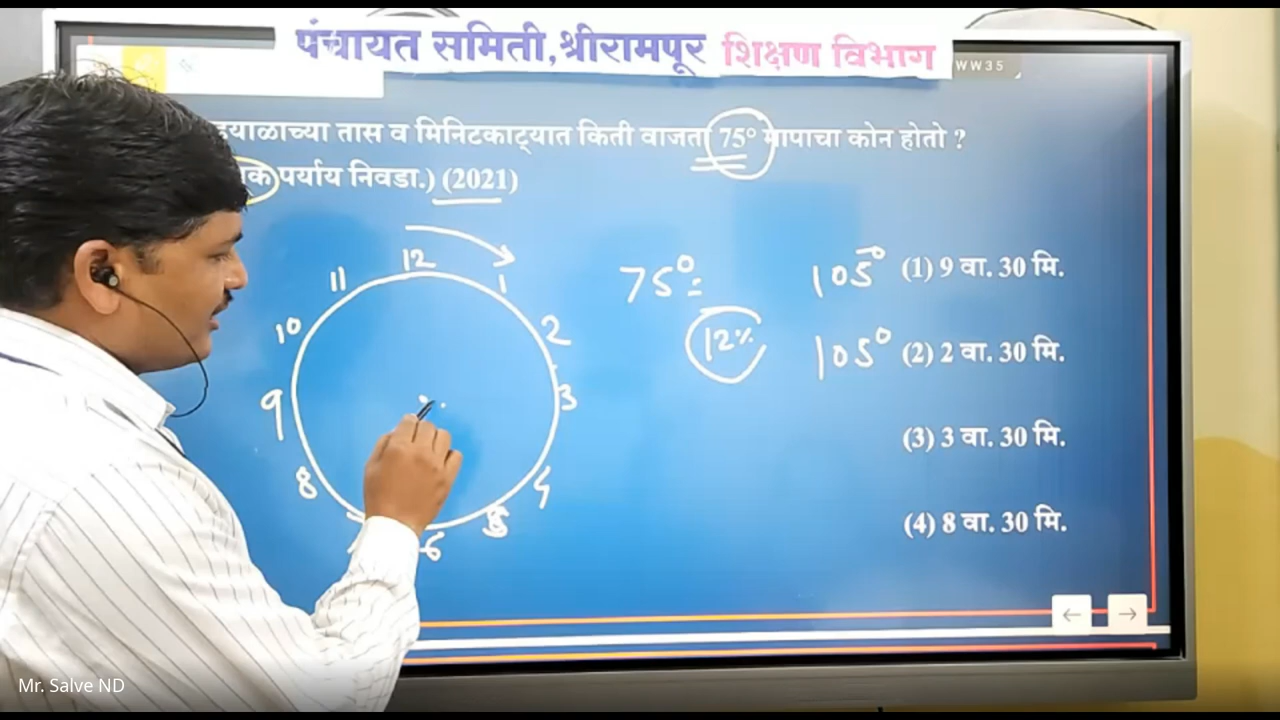 पंचायत समिती,श्रीरामपूर शिक्षण विभाग
WW35
तास व मिनिटकाट्यात किती वाजता 75° मापाचा कोन होतो ?
पर्याय निवडा.) (2021)
12
11
1
10
2
9
3
8
5
6
75°=
12%
105° (1) 9 वा. 30 मि.
105° (2) 2 वा. 30 मि.
(3) 3 वा. 30 मि.
(4) 8 वा. 30 मि.
← →
Mr. Salve ND